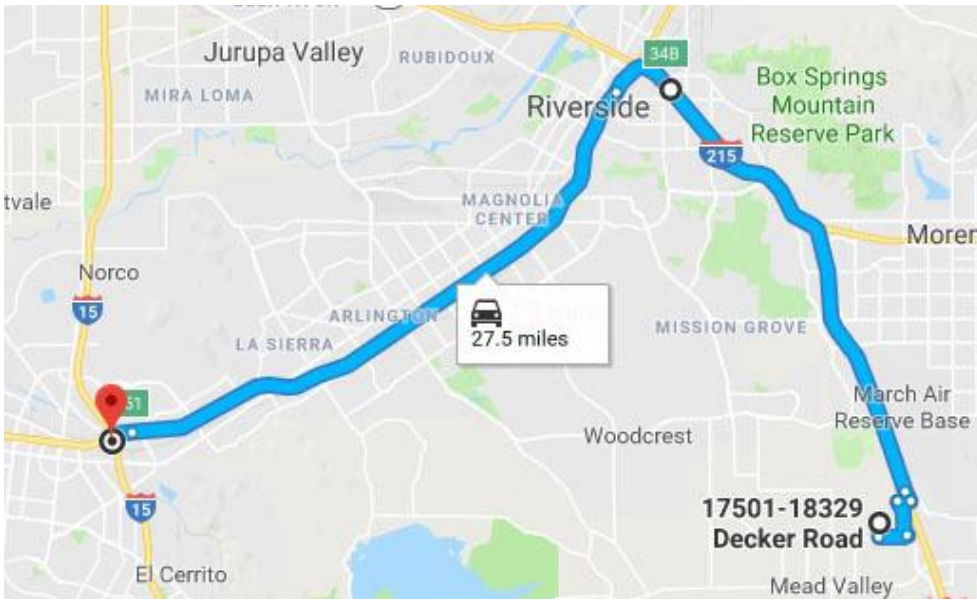 Jurupa Valley
RUBIDOUX
34B
MIRA LOMA
Box Springs
Mountain
Reserve Park
Riverside
215
tvale
MAGNOLIA
CENTER
Moren
Norco
15
ARLINGTON
27.5 miles
MISSION GROVE
LA SIERRA
51
March Air
Reserve Base
Woodcrest
15
17501-18329
Decker Road
El Cerrito
Mead Valley